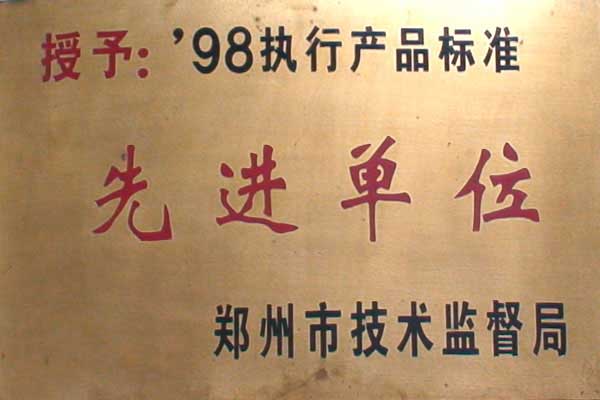 授予:’98执行产品标准
先进单位
郑州市技术监督局